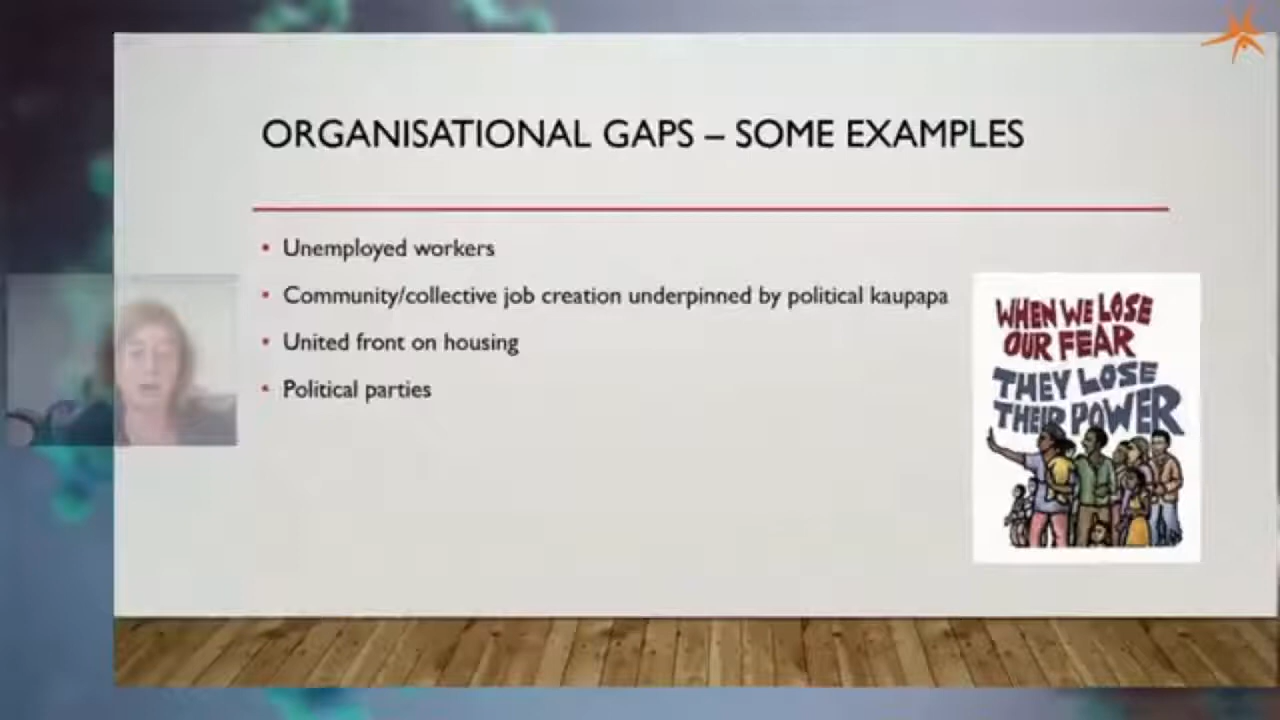 ORGANISATIONAL GAPS – SOME EXAMPLES
• Unemployed workers
• Community/collective job creation underpinned by political kaupapa
• United front on housing
• Political parties
WHEN WE LOSE
OUR FEAR
THEY LOSE
THEIR POWER